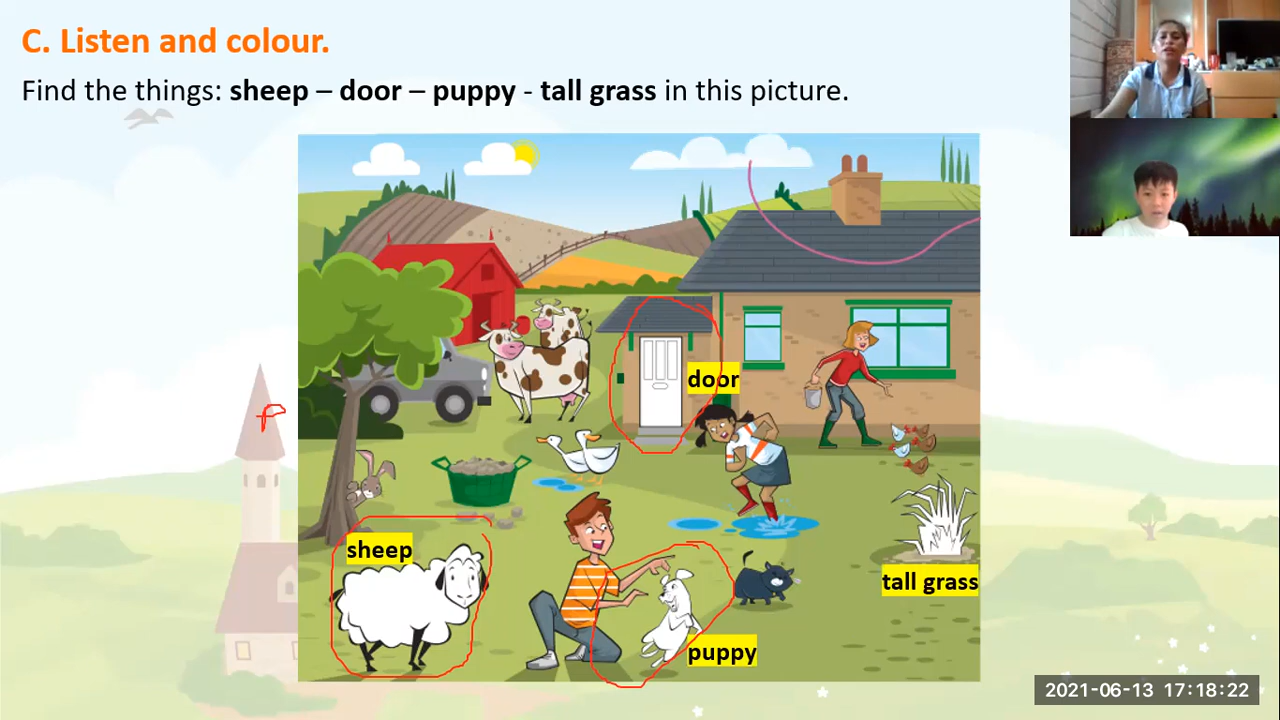 C. Listen and colour.
Find the things: sheep – door – puppy - tall grass in this picture.
door
sheep
tall grass
puppy
2021-06-13 17:18:22